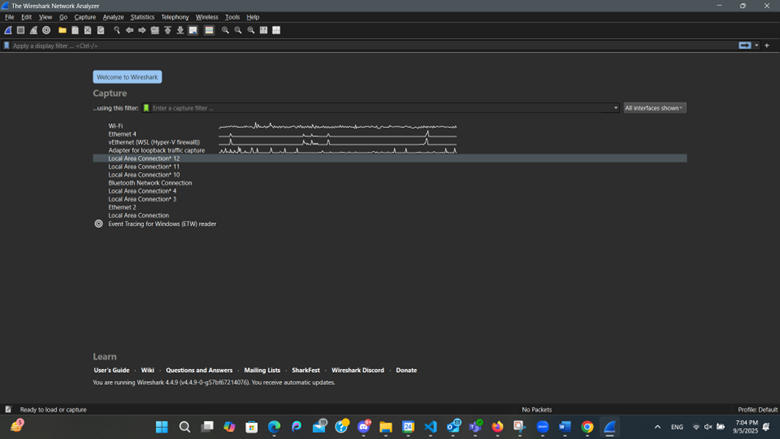 The Wireshark Network Analyzer
File Edit View Go Capture Analyze Statistics Telephony Wireless Tools Help
Apply a display filter ... <Ctrl-/>
Welcome to Wireshark
Capture
...using this filter: Enter a capture filter ... All interfaces shown
Wi-Fi
Ethernet 4
vEthernet (WSL (Hyper-V firewall))
Adapter for loopback traffic capture
Local Area Connection* 12
Local Area Connection* 11
Local Area Connection* 10
Bluetooth Network Connection
Local Area Connection* 4
Local Area Connection* 3
Ethernet 2
Local Area Connection
Event Tracing for Windows (ETW) reader
Learn
User's Guide · Wiki · Questions and Answers · Mailing Lists · SharkFest · Wireshark Discord · Donate
You are running Wireshark 4.4.9 (v4.4.9-0-g57bf67214076). You receive automatic updates.
Ready to load or capture No Packets Profile: Default
ENG 7:04 PM
9/5/2025